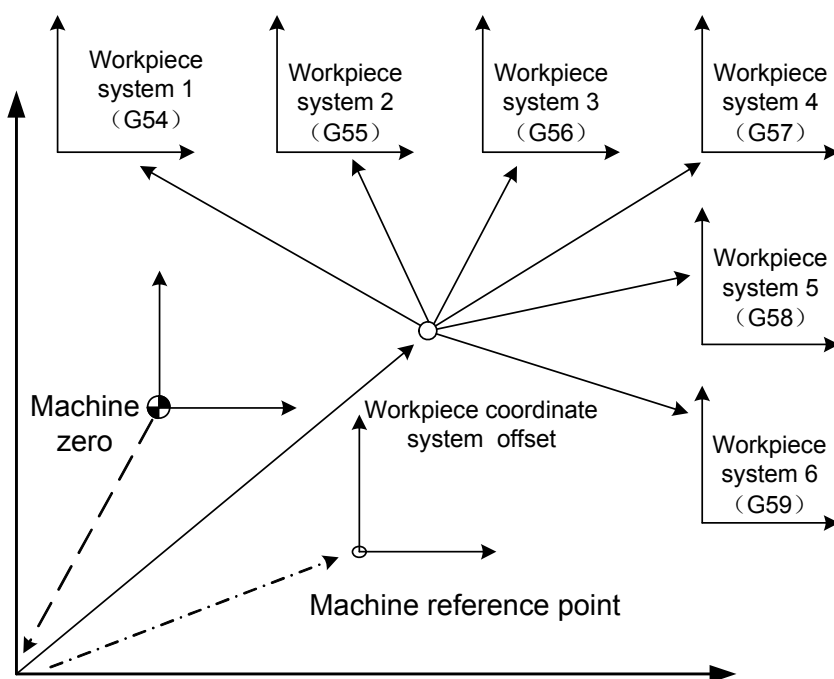 Workpiece
system 1
（G54）
Workpiece
system 2
（G55）
Workpiece
system 3
（G56）
Workpiece
system 4
（G57）
Workpiece
system 5
（G58）
Machine
zero
Workpiece coordinate
system offset
Workpiece
system 6
（G59）
Machine reference point